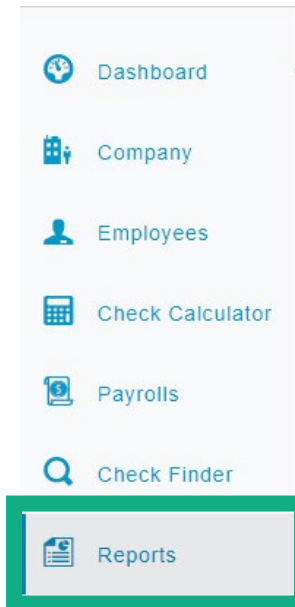 Dashboard
Company
Employees
Check Calculator
Payrolls
Check Finder
Reports